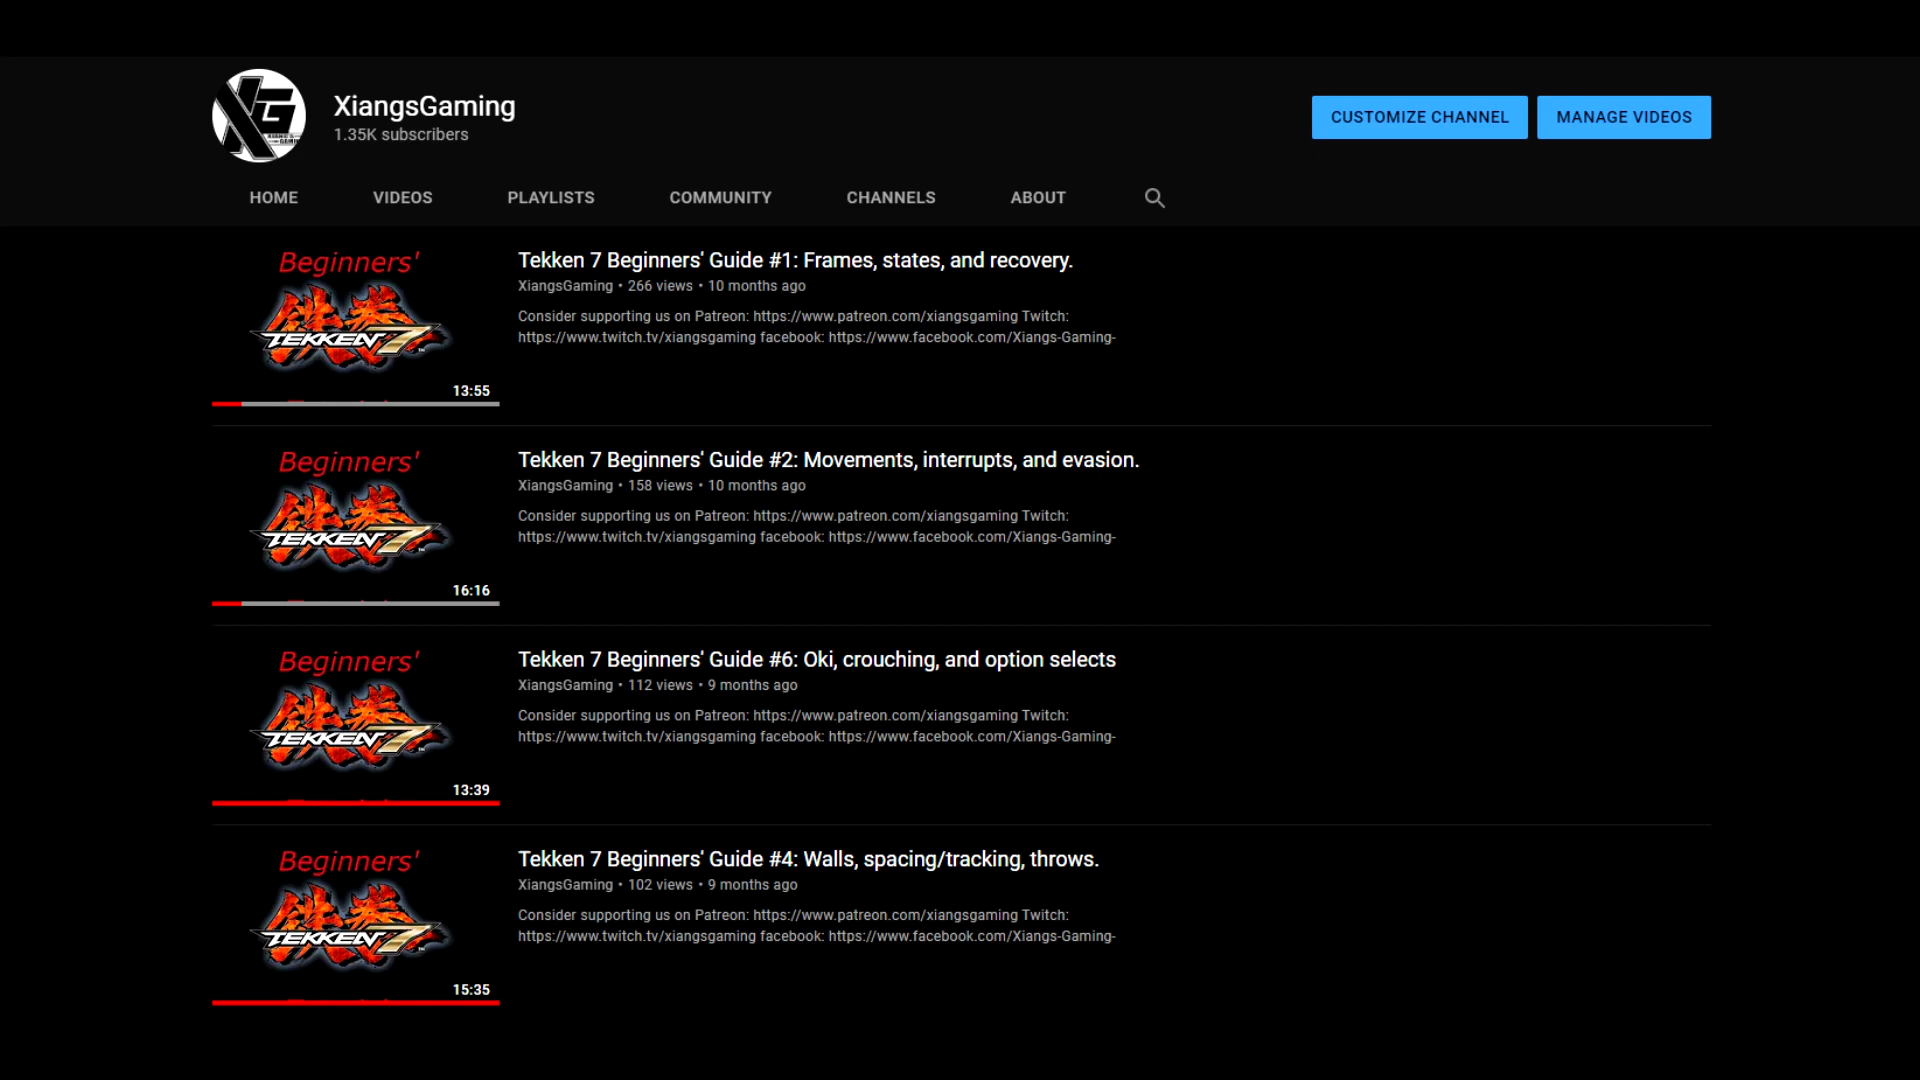 XiangsGaming
1.35K subscribers
CUSTOMIZE CHANNEL
MANAGE VIDEOS
HOME
VIDEOS
PLAYLISTS
COMMUNITY
CHANNELS
ABOUT
Beginners'
鉄拳
TEKKEN 7
13:55
Tekken 7 Beginners' Guide #1: Frames, states, and recovery.
XiangsGaming • 266 views • 10 months ago
Consider supporting us on Patreon: https://www.patreon.com/xiangsgaming Twitch:
https://www.twitch.tv/xiangsgaming facebook: https://www.facebook.com/Xiangs-Gaming-
Beginners'
鉄拳
TEKKEN 7
16:16
Tekken 7 Beginners' Guide #2: Movements, interrupts, and evasion.
XiangsGaming • 158 views • 10 months ago
Consider supporting us on Patreon: https://www.patreon.com/xiangsgaming Twitch:
https://www.twitch.tv/xiangsgaming facebook: https://www.facebook.com/Xiangs-Gaming-
Beginners'
鉄拳
TEKKEN 7
13:39
Tekken 7 Beginners' Guide #6: Oki, crouching, and option selects
XiangsGaming • 112 views • 9 months ago
Consider supporting us on Patreon: https://www.patreon.com/xiangsgaming Twitch:
https://www.twitch.tv/xiangsgaming facebook: https://www.facebook.com/Xiangs-Gaming-
Beginners'
鉄拳
TEKKEN 7
15:35
Tekken 7 Beginners' Guide #4: Walls, spacing/tracking, throws.
XiangsGaming • 102 views • 9 months ago
Consider supporting us on Patreon: https://www.patreon.com/xiangsgaming Twitch:
https://www.twitch.tv/xiangsgaming facebook: https://www.facebook.com/Xiangs-Gaming-